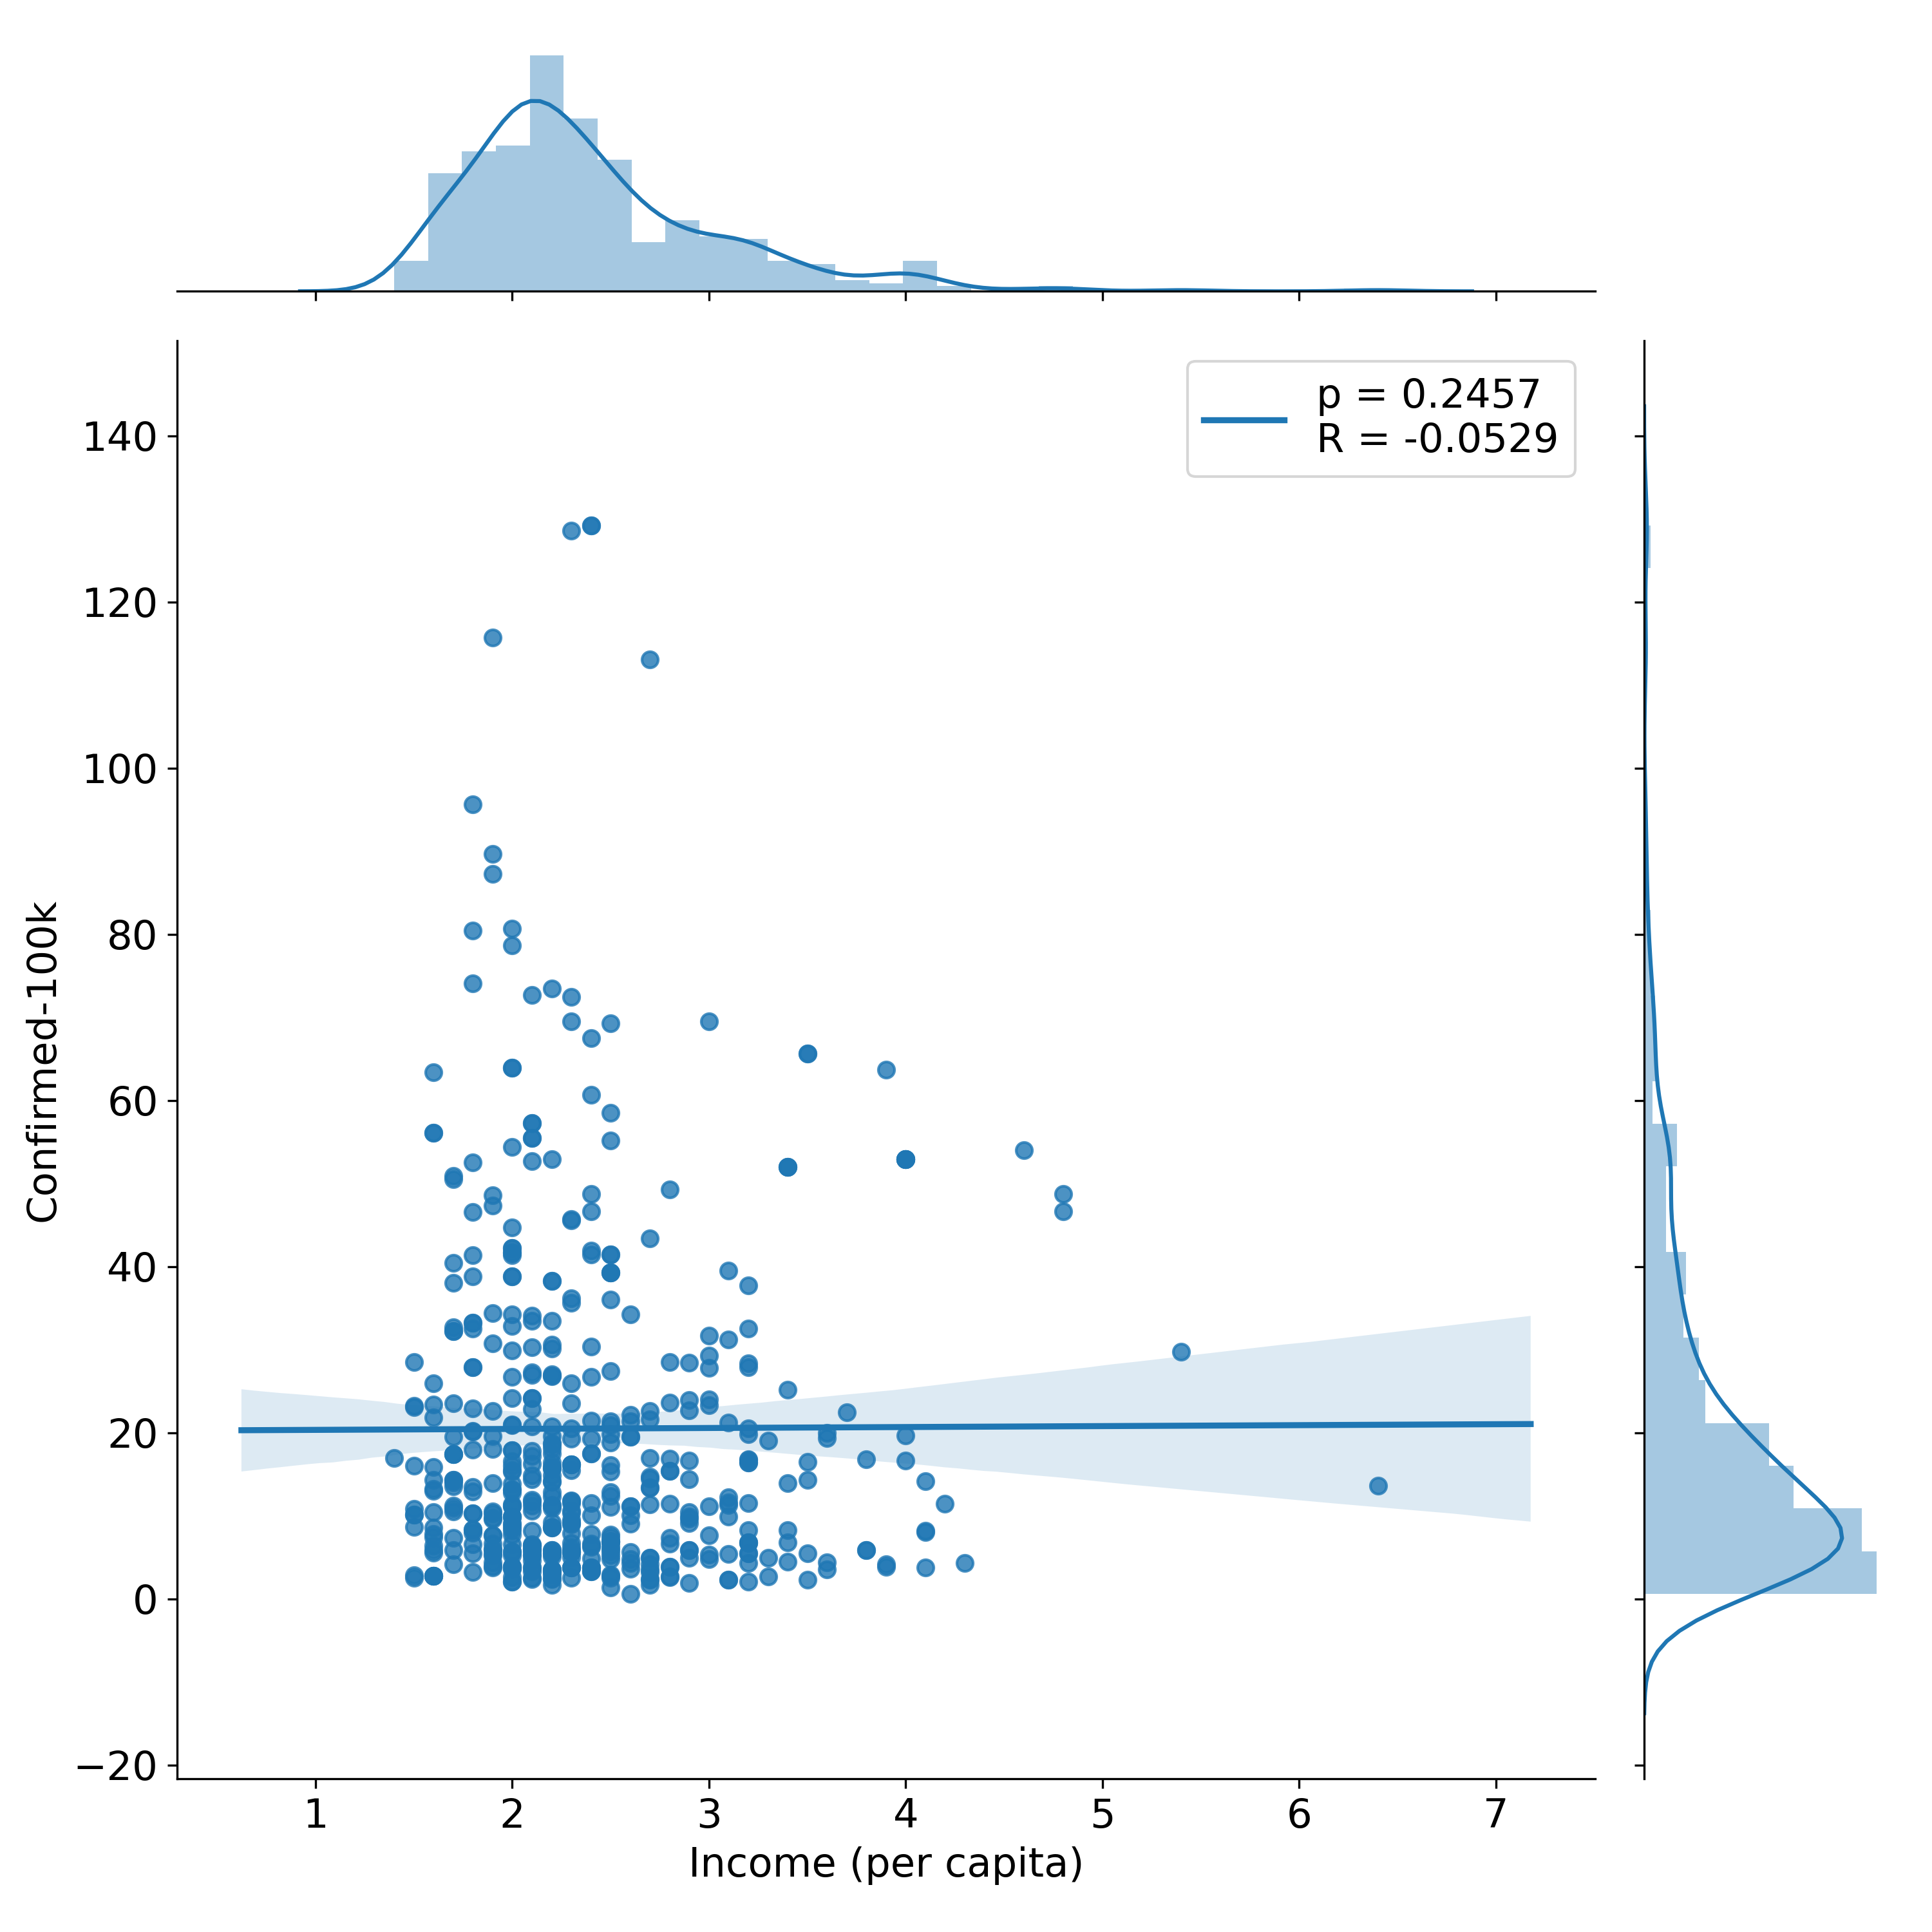 p = 0.2457
R = -0.0529
140
120
100
80
60
40
20
0
−20
Confirmed-100k
1 2 3 4 5 6 7
Income (per capita)